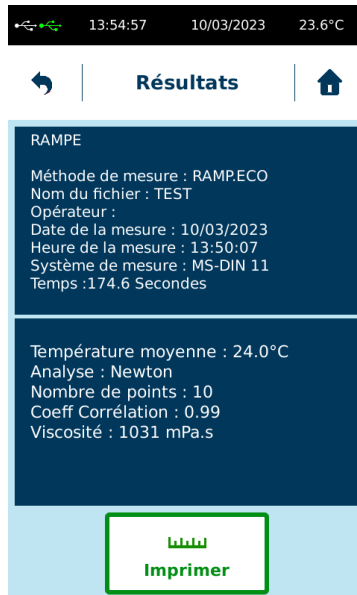 13:54:57 10/03/2023 23.6°C
Résultats
RAMPE
Méthode de mesure : RAMP.ECO
Nom du fichier : TEST
Opérateur :
Date de la mesure : 10/03/2023
Heure de la mesure : 13:50:07
Système de mesure : MS-DIN 11
Temps :174.6 Secondes
Température moyenne : 24.0°C
Analyse : Newton
Nombre de points : 10
Coeff Corrélation : 0.99
Viscosité : 1031 mPa.s
Imprimer